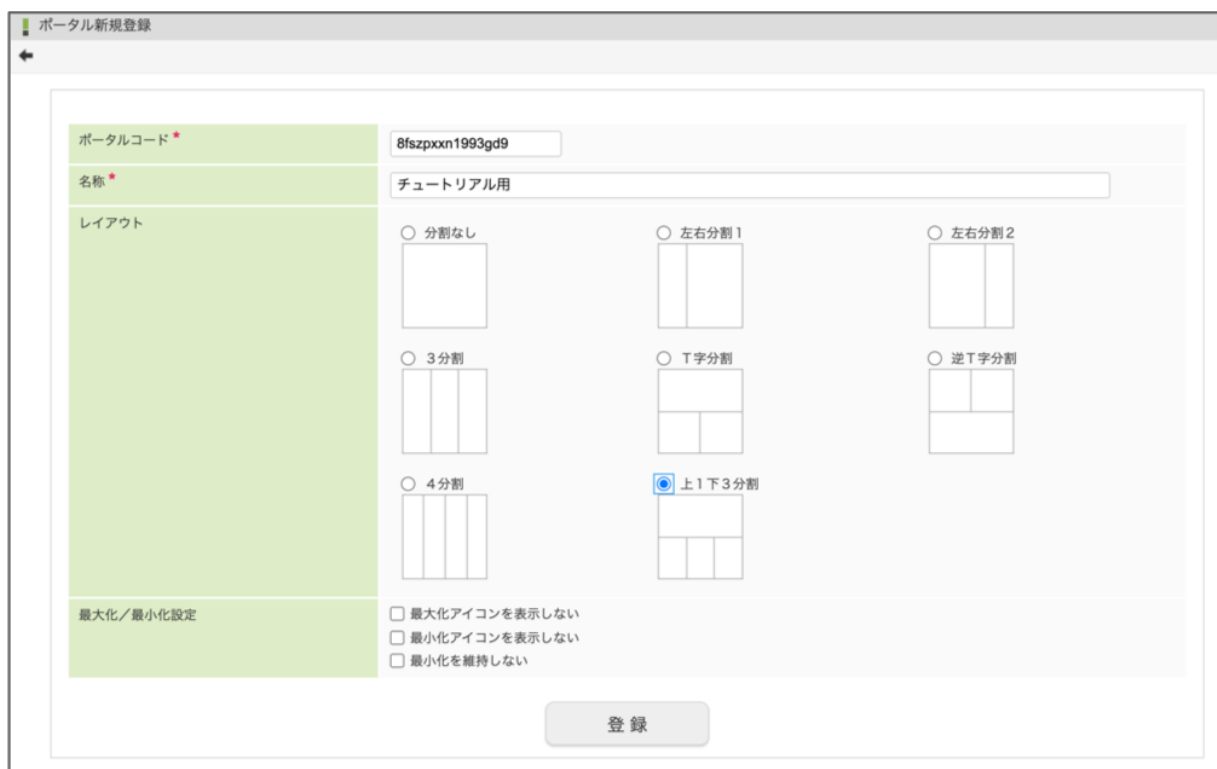 ポータル新規登録
ポータルコード *
8fszpxxn1993gd9
名称 *
チュートリアル用
レイアウト
分割なし
左右分割1
左右分割2
3分割
T字分割
逆T字分割
4分割
上1下3分割
最大化/最小化設定
最大化アイコンを表示しない
最小化アイコンを表示しない
最小化を維持しない
登録